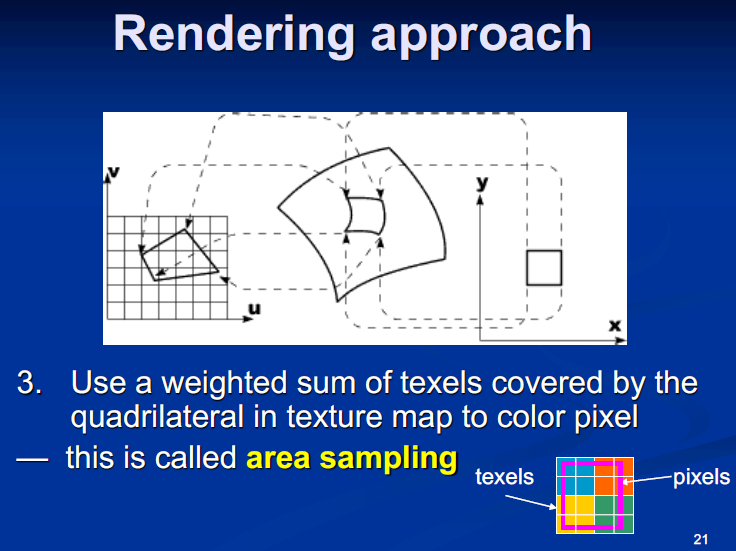 Rendering approach
v
y
u
x
3. Use a weighted sum of texels covered by the
quadrilateral in texture map to color pixel
— this is called area sampling
texels
pixels
21